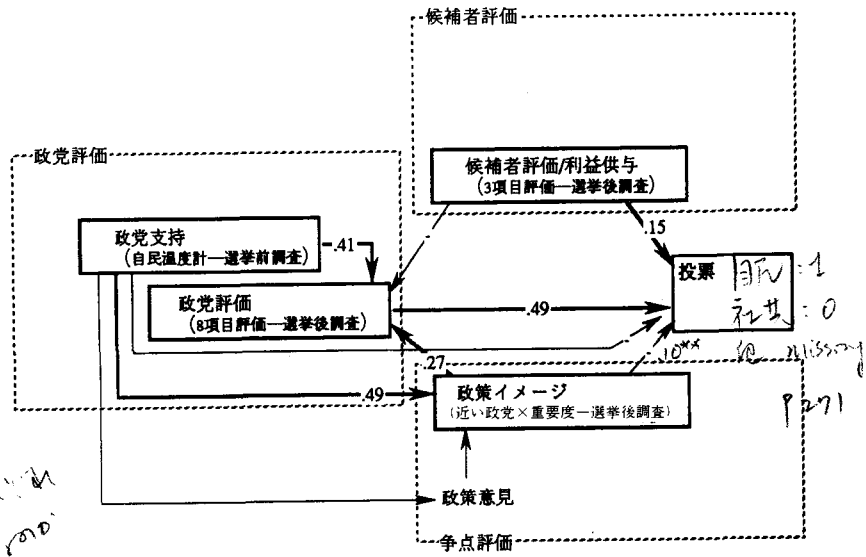 候補者評価
政党評価
候補者評価/利益供与
(3項目評価―選挙後調査)
政党支持
(自民温度計―選挙前調査)
.41
.15
投票
自民:1
社共:0
他 missing
政党評価
(8項目評価―選挙後調査)
.49
.10**
.27
政策イメージ
(近い政党×重要度―選挙後調査)
.49
P271
政策意見
争点評価